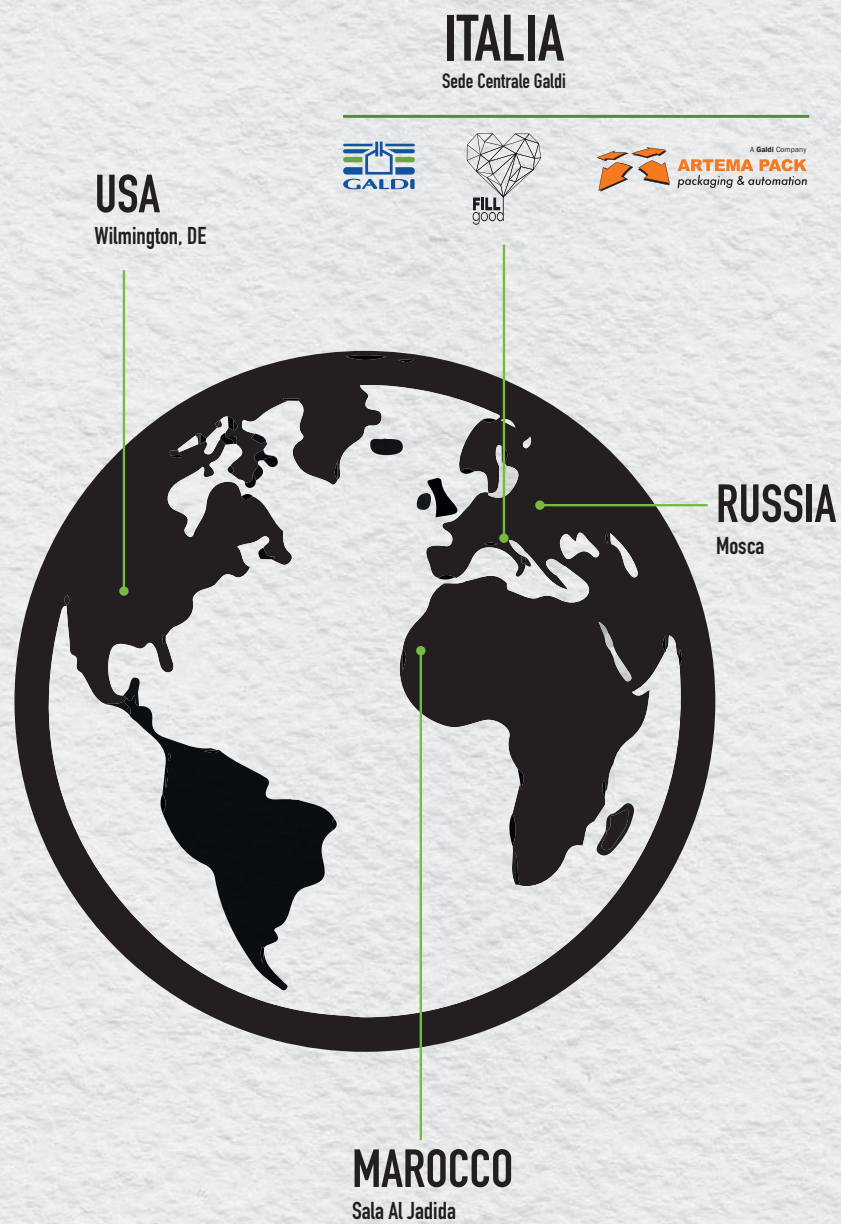 ITALIA
Sede Centrale Galdi
GALDI
FILL
good
A Galdi Company
ARTEMA PACK
packaging & automation
USA
Wilmington, DE
RUSSIA
Mosca
MAROCCO
Sala Al Jadida